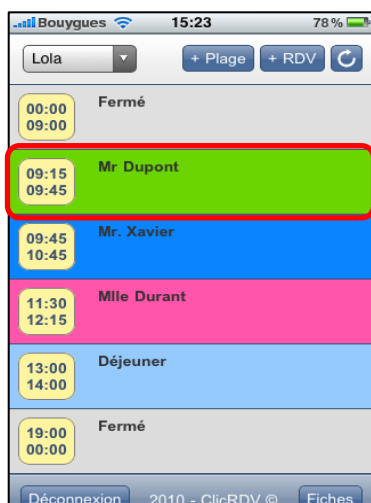 Bouygues 15:23 78%
Lola + Plage + RDV
00:00 Fermé
09:00
09:15 Mr Dupont
09:45
09:45 Mr. Xavier
10:45
11:30 Mlle Durant
12:15
13:00 Déjeuner
14:00
19:00 Fermé
00:00
Déconnexion 2010 - ClicRDV © Fiches